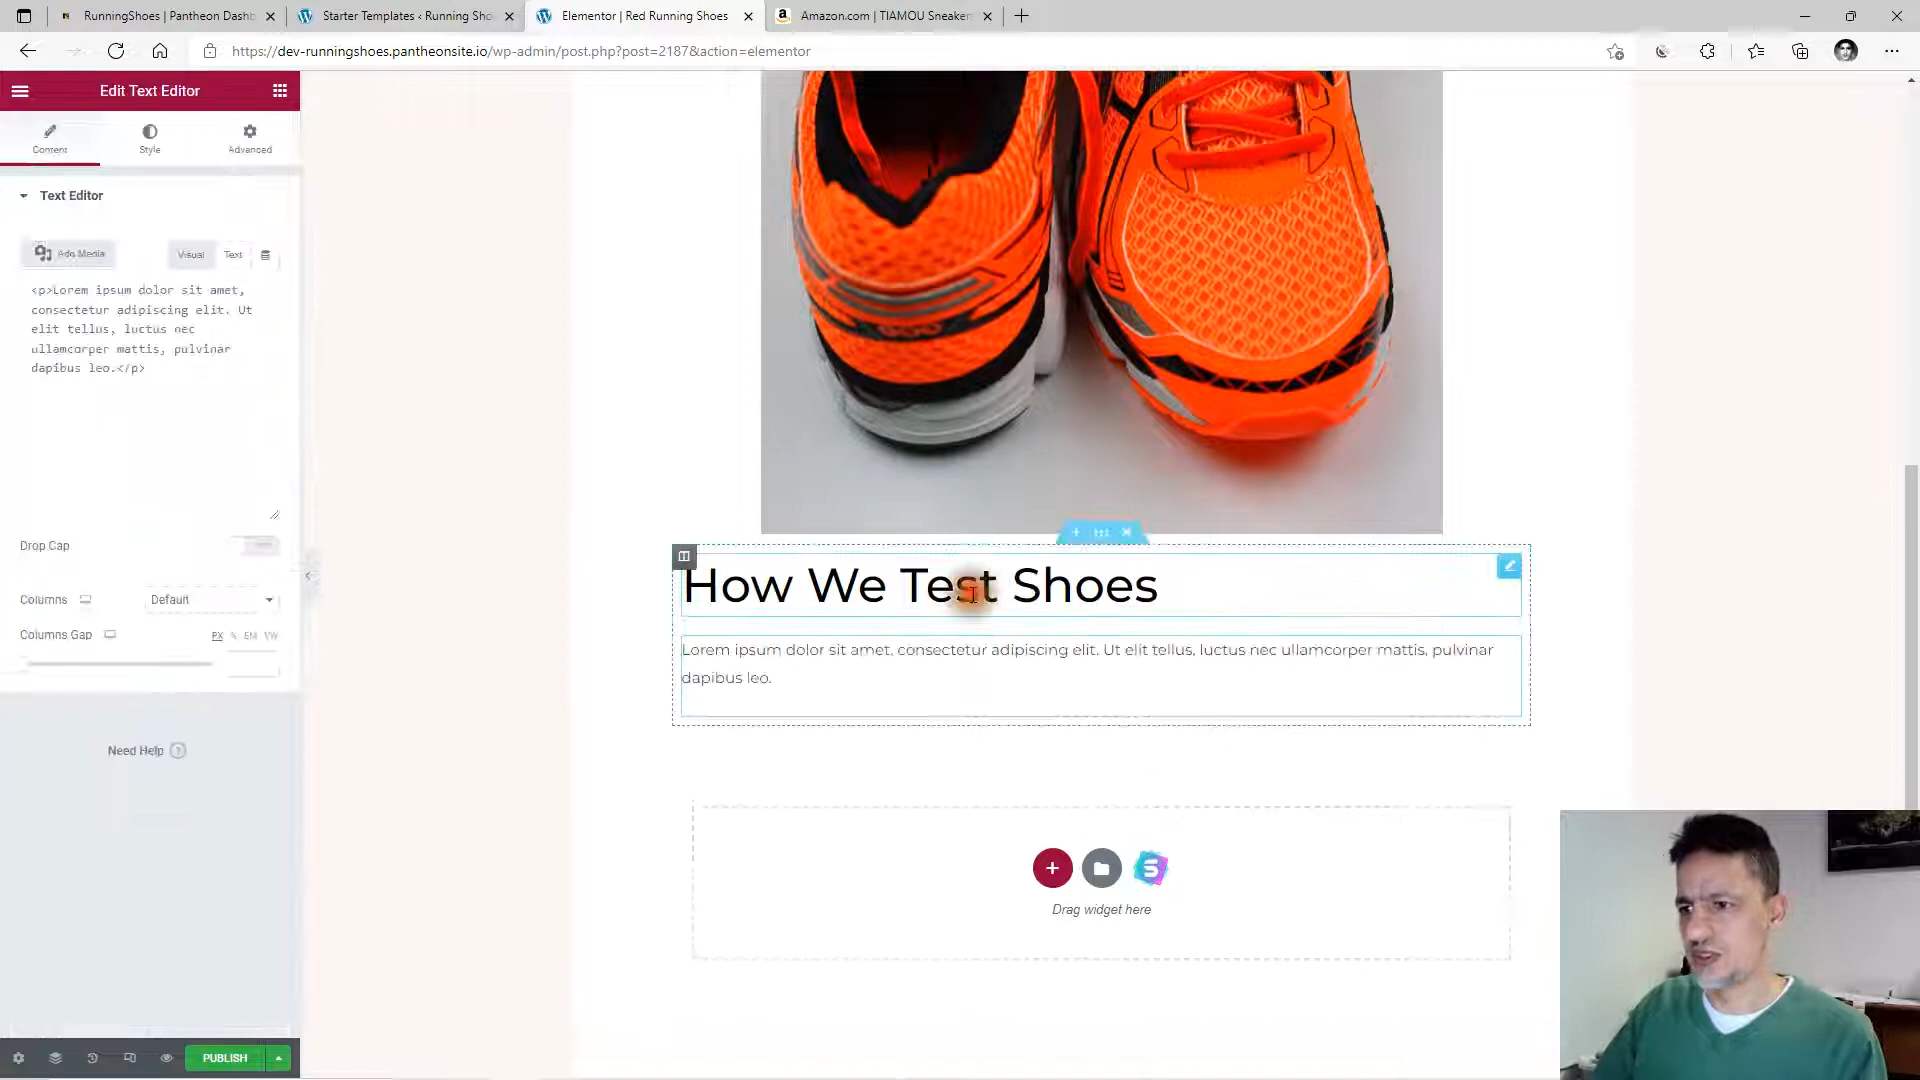 RunningShoes | Pantheon Dashb
Starter Templates ‹ Running Sho
Elementor | Red Running Shoes
Amazon.com | TIAMOU Sneaker
https://dev-runningshoes.pantheonsite.io/wp-admin/post.php?post=2187&action=elementor
Edit Text Editor
Content
Style
Advanced
Text Editor
Add Media
Visual
Text
<p>Lorem ipsum dolor sit amet,
consectetur adipiscing elit. Ut
elit tellus, luctus nec
ullamcorper mattis, pulvinar
dapibus leo.</p>
Drop Cap
Columns
Default
Columns Gap
PX % EM VW
Need Help
PUBLISH
How We Test Shoes
Lorem ipsum dolor sit amet, consectetur adipiscing elit. Ut elit tellus, luctus nec ullamcorper mattis, pulvinar
dapibus leo.
Drag widget here